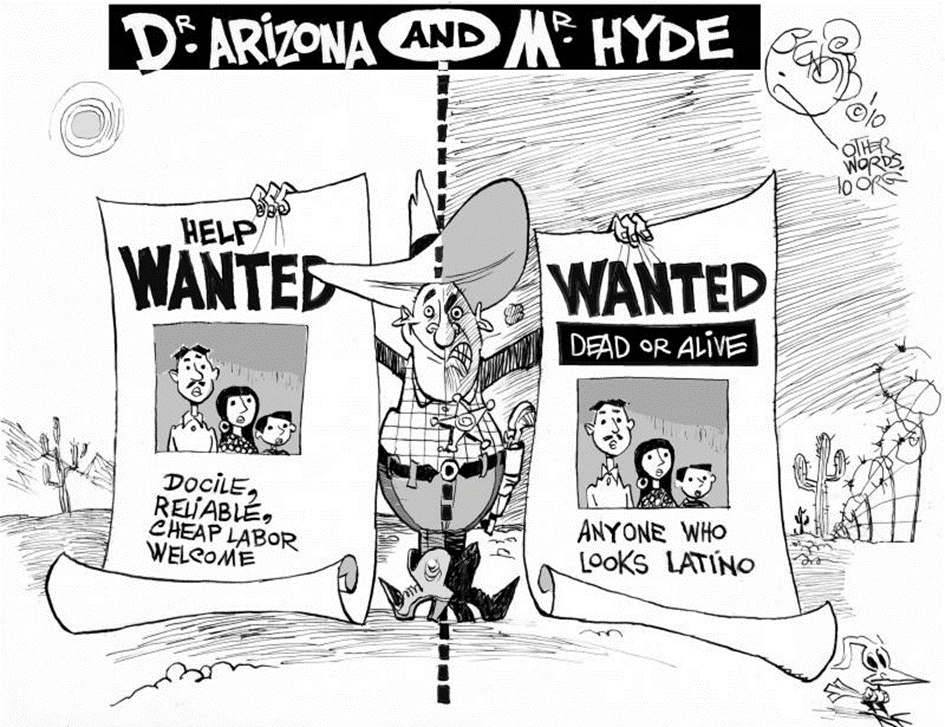 DR. ARIZONA AND MR. HYDE
©'10
OTHER
WORDS.
10 ORG
HELP
WANTED
DOCILE,
RELIABLE,
CHEAP LABOR
WELCOME
WANTED
DEAD OR ALIVE
ANYONE WHO
LOOKS LATINO